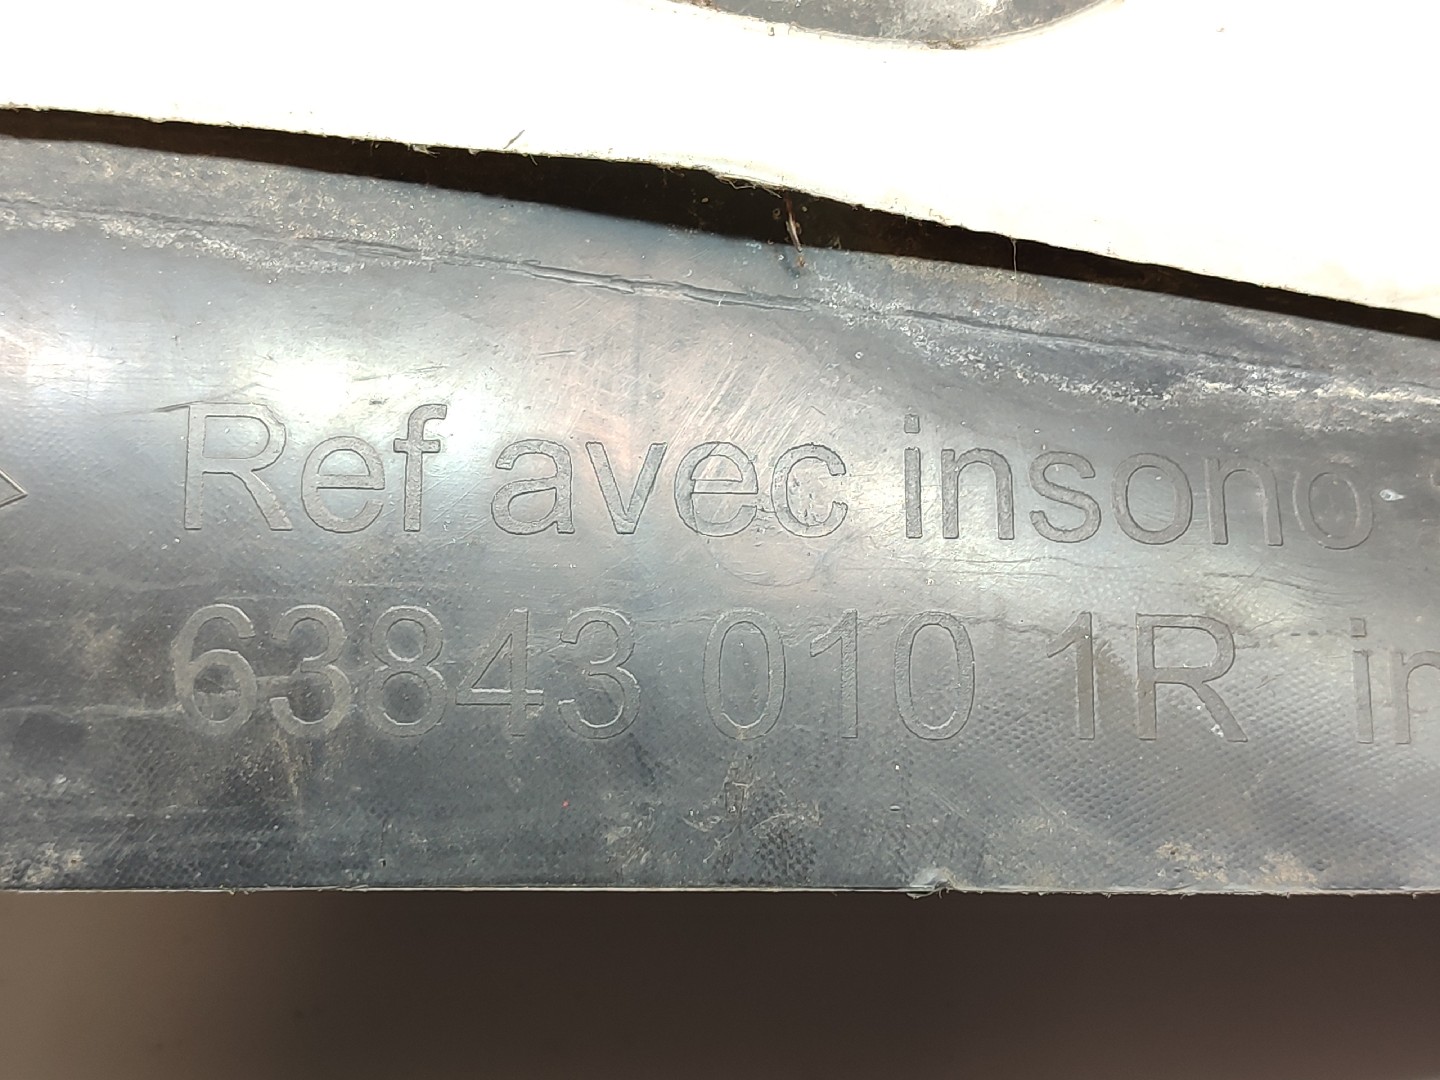 Ref avec insono
63843 010 1R